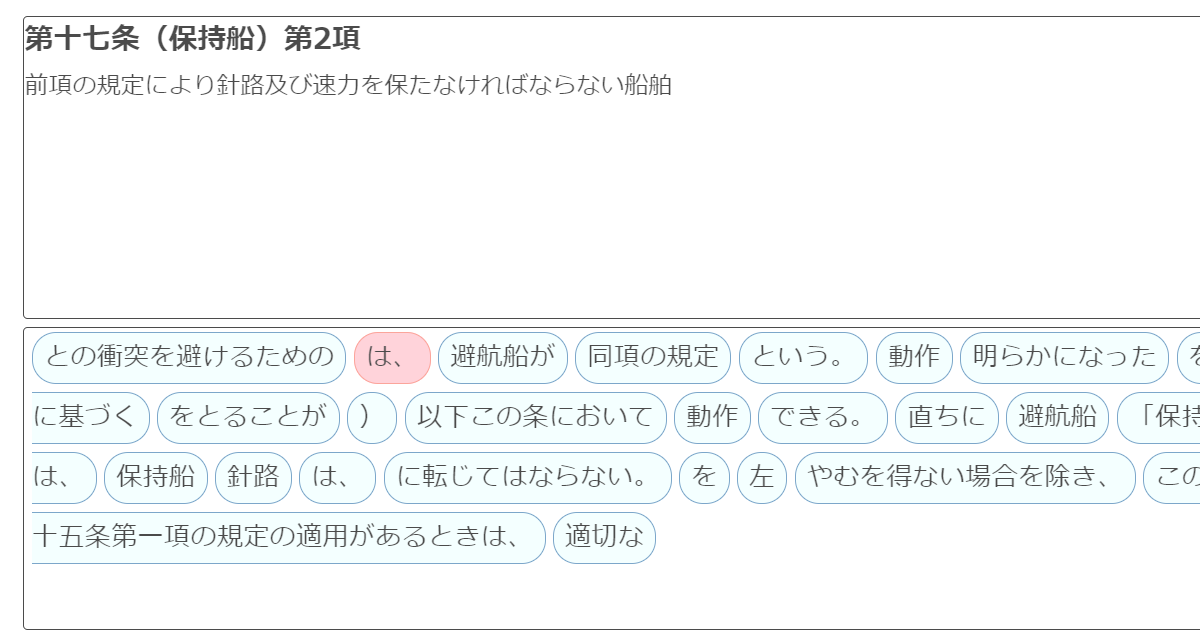 第十七条（保持船）第2項
前項の規定により針路及び速力を保たなければならない船舶
との衝突を避けるための は、 避航船が 同項の規定 という。 動作 明らかになった を
に基づく をとることが ） 以下この条において 動作 できる。 直ちに 避航船 「保持
は、 保持船 針路 は、 に転じてはならない。 を 左 やむを得ない場合を除き、 この
十五条第一項の規定の適用があるときは、 適切な